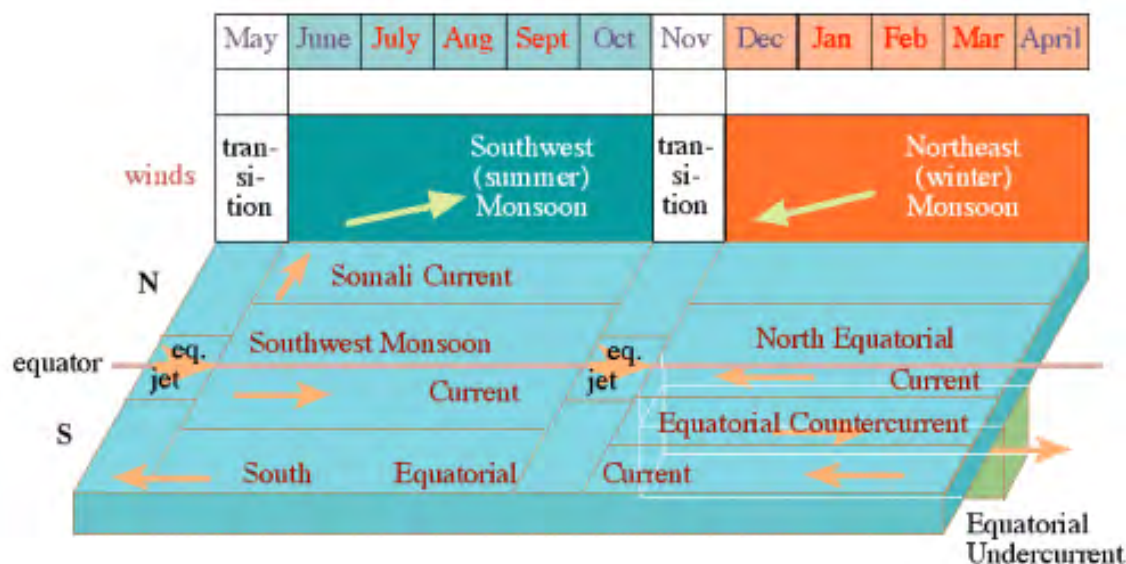 May June July Aug Sept Oct Nov Dec Jan Feb Mar April
winds
tran-
si-
tion
Southwest
(summer)
Monsoon
tran-
si-
tion
Northeast
(winter)
Monsoon
N
Somali Current
equator
eq.
jet
Southwest Monsoon
Current
eq.
jet
North Equatorial
Current
S
Equatorial Countercurrent
South Equatorial Current
Equatorial
Undercurrent